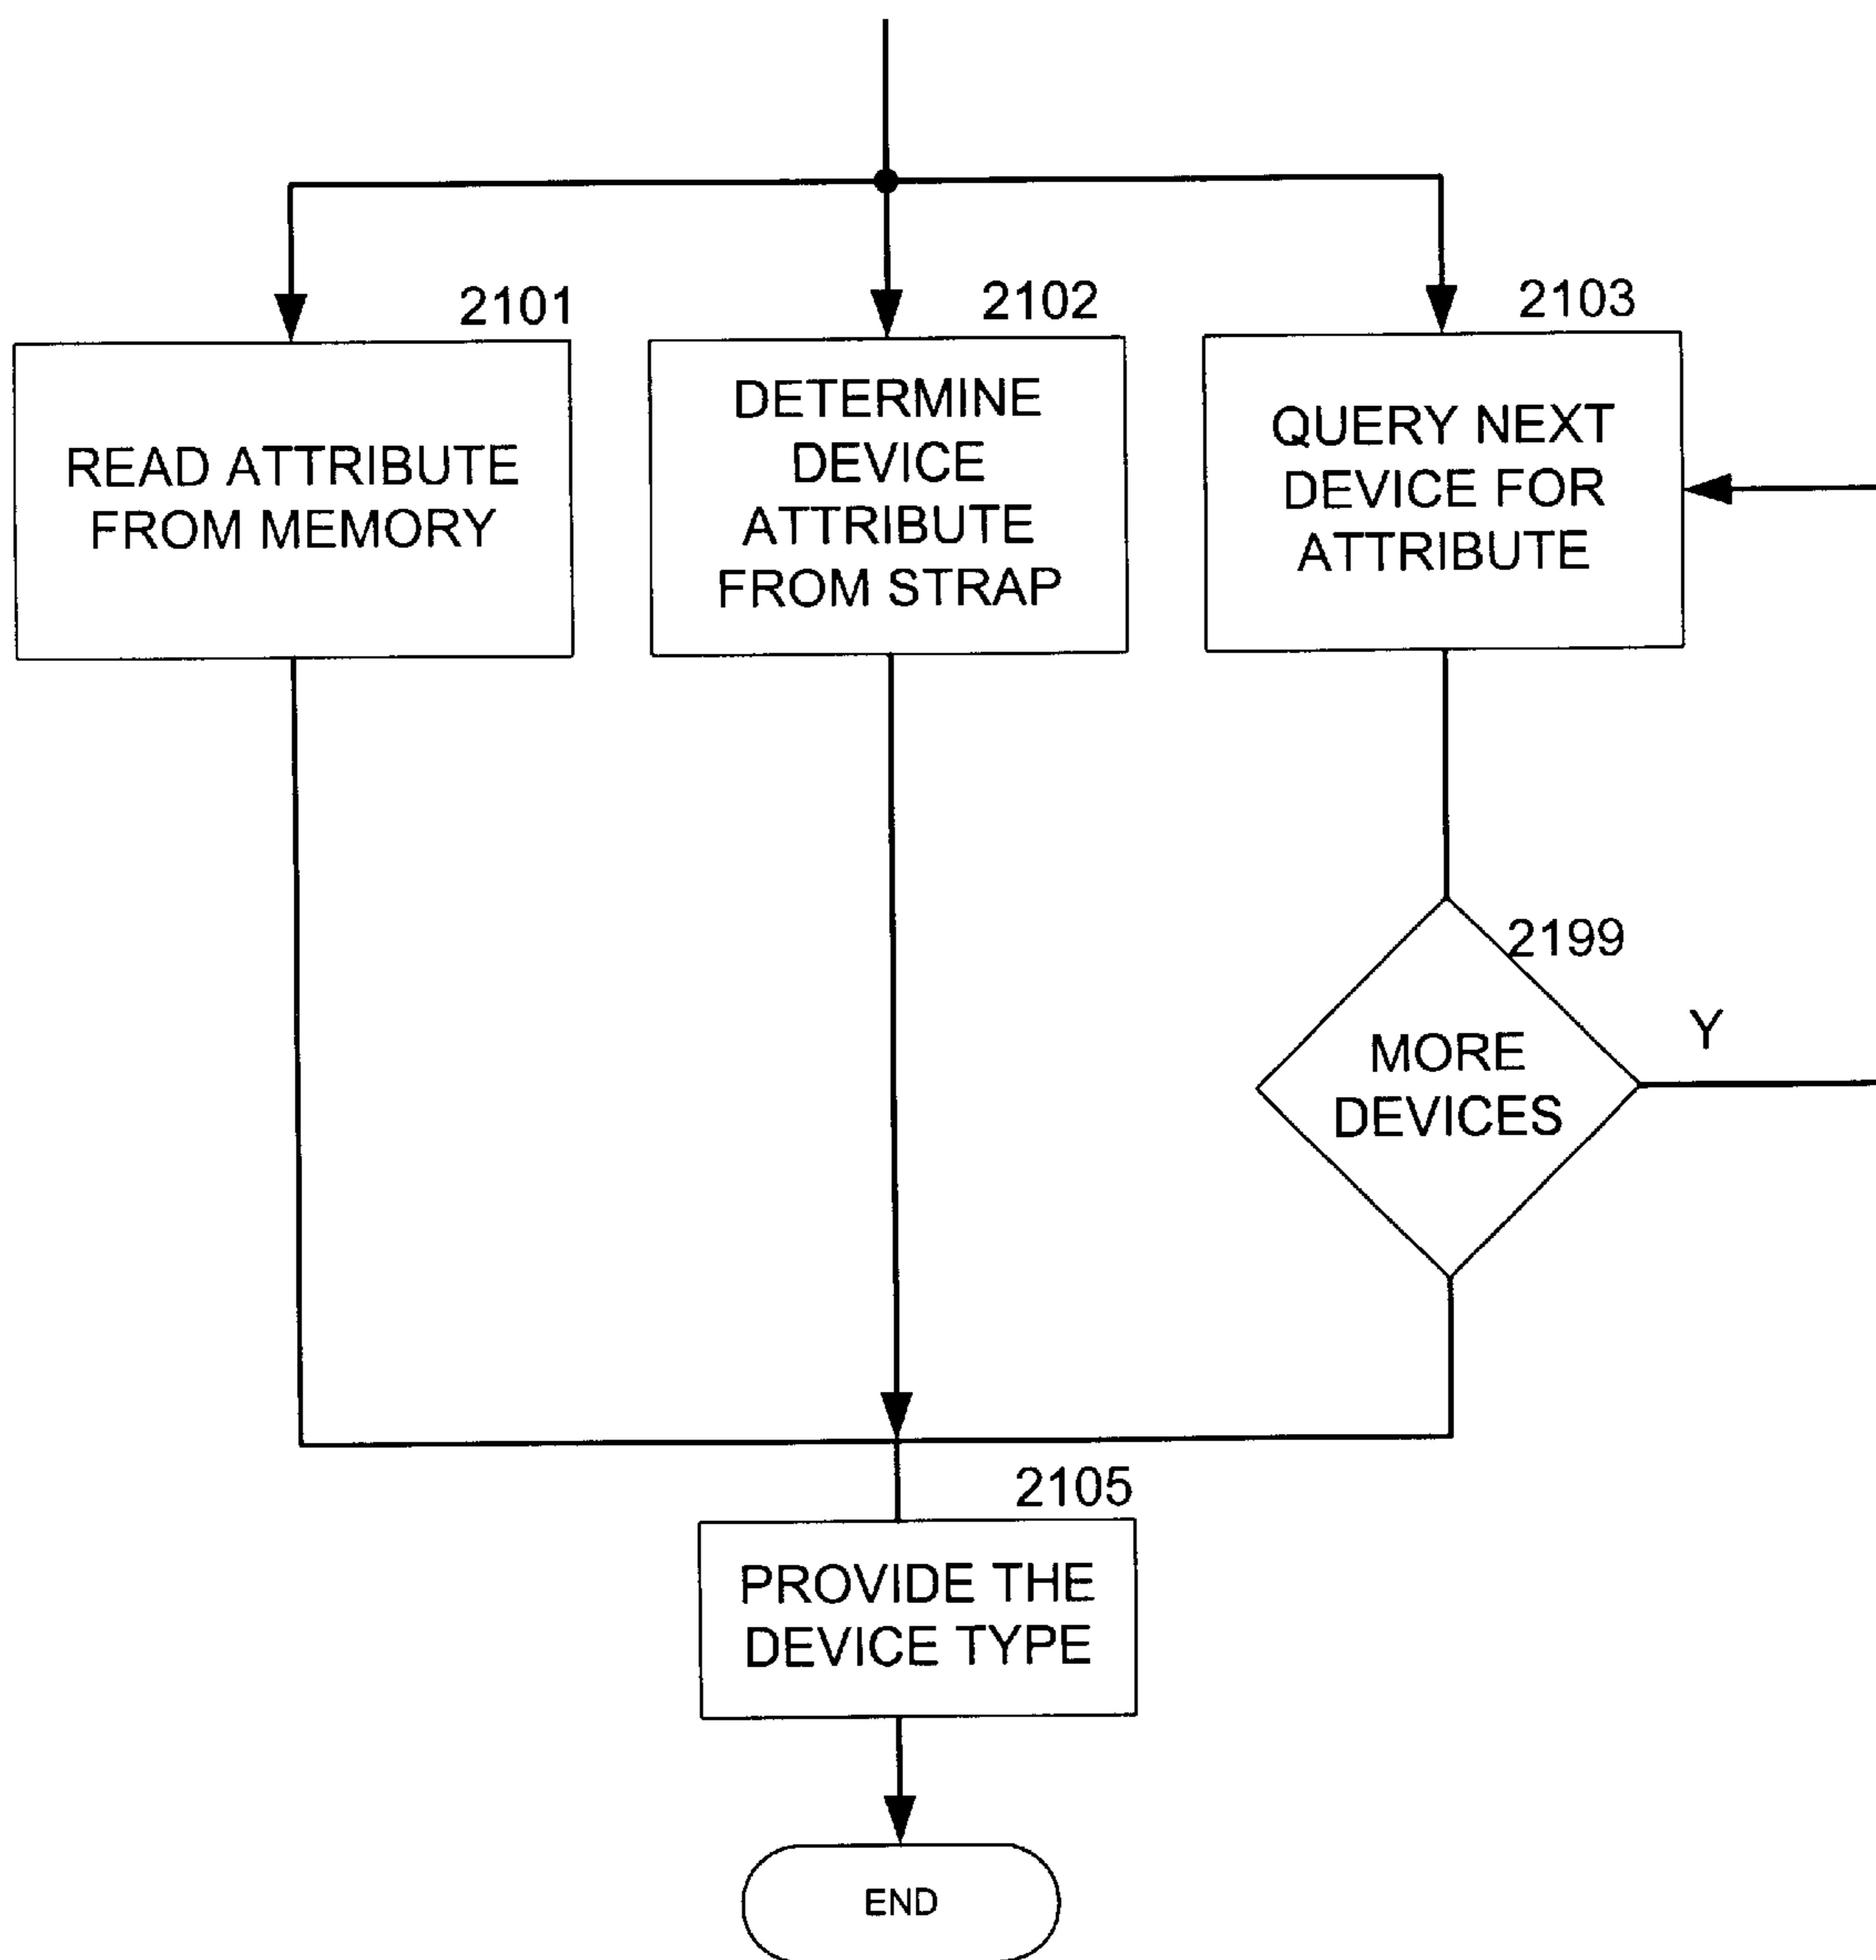 2101
READ ATTRIBUTE
FROM MEMORY
2102
DETERMINE
DEVICE
ATTRIBUTE
FROM STRAP
2103
QUERY NEXT
DEVICE FOR
ATTRIBUTE
2199
MORE
DEVICES
Y
2105
PROVIDE THE
DEVICE TYPE
END